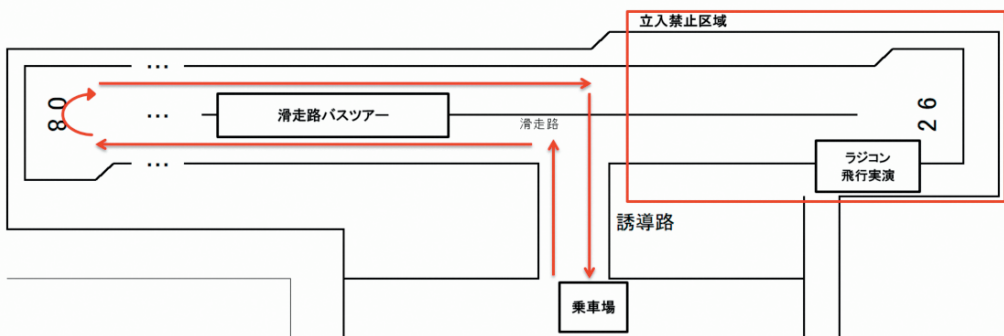 立入禁止区域
...
08
...
滑走路バスツアー
滑走路
26
...
ラジコン
飛行実演
誘導路
乗車場